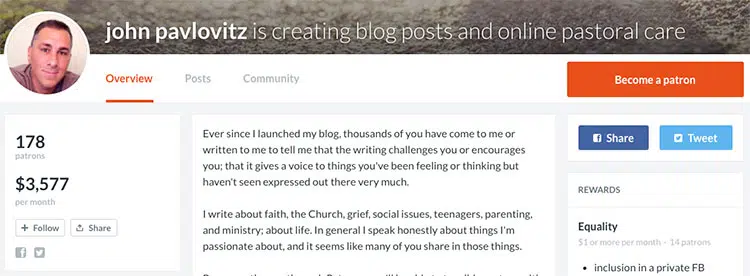 john pavlovitz is creating blog posts and online pastoral care
Overview
Posts
Community
Become a patron
178
patrons
$3,577
per month
Follow
Share
Ever since I launched my blog, thousands of you have come to me or
written to me to tell me that the writing challenges you or encourages
you; that it gives a voice to things you've been feeling or thinking but
haven't seen expressed out there very much.
I write about faith, the Church, grief, social issues, teenagers, parenting,
and ministry; about life. In general I speak honestly about things I'm
passionate about, and it seems like many of you share in those things.
Share
Tweet
REWARDS
Equality
$1 or more per month – 14 patrons
• inclusion in a private FB